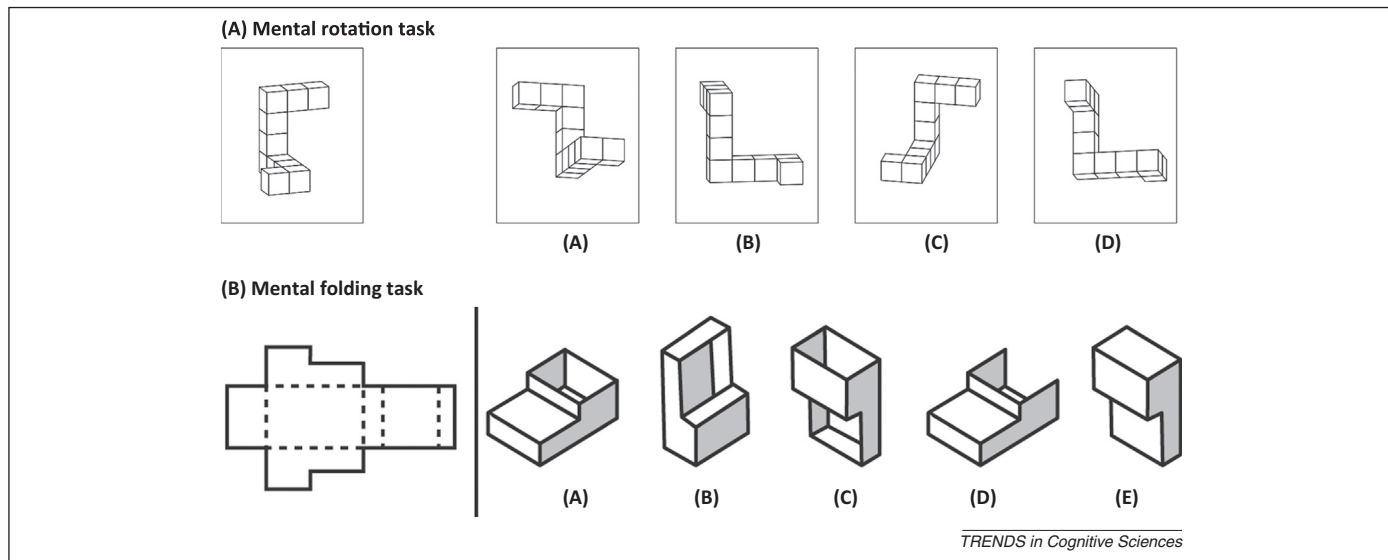 (A) Mental rotation task
(A)
(B)
(C)
(D)
(B) Mental folding task
(A)
(B)
(C)
(D)
(E)
TRENDS in Cognitive Sciences